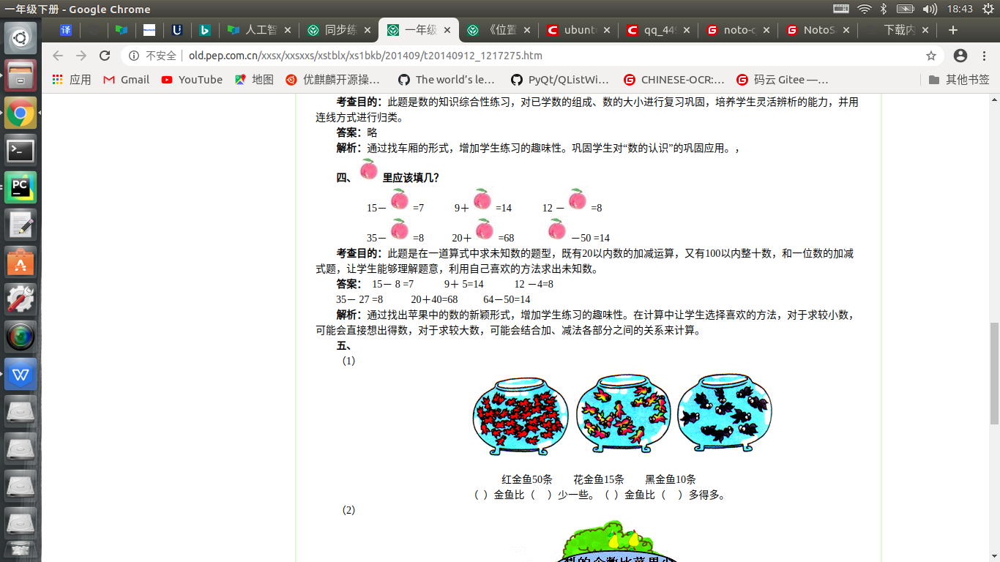 一年级下册 - Google Chrome
18:43
人工智
同步练
一年级
《位置
ubunt
qq_449
noto-c
NotoS
下载内
不安全
old.pep.com.cn/xxsx/xxsxxs/xstblx/xs1bkb/201409/t20140912_1217275.htm
应用
Gmail
YouTube
地图
优麒麟开源操…
The world's le…
PyQt/QListWi…
CHINESE-OCR:…
码云 Gitee —…
其他书签
考查目的：此题是数的知识综合性练习，对已学数的组成、数的大小进行复习巩固，培养学生灵活辨析的能力，并用
连线方式进行归类。
答案：略
解析：通过找车厢的形式，增加学生练习的趣味性。巩固学生对“数的认识”的巩固应用。，
四、 里应该填几？
15－ =7 9＋ =14 12 － =8
35－ =8 20＋ =68 －50 =14
考查目的：此题是在一道算式中求未知数的题型，既有20以内数的加减运算，又有100以内整十数，和一位数的加减
式题，让学生能够理解题意，利用自己喜欢的方法求出未知数。
答案： 15－ 8 =7 9＋ 5=14 12 －4=8
35－ 27 =8 20＋40=68 64－50=14
解析：通过找出苹果中的数的新颖形式，增加学生练习的趣味性。在计算中让学生选择喜欢的方法，对于求较小数，
可能会直接想出得数，对于求较大数，可能会结合加、减法各部分之间的关系来计算。
五、
（1）
红金鱼50条 花金鱼15条 黑金鱼10条
（ ）金鱼比（ ）少一些。（ ）金鱼比（ ）多得多。
（2）